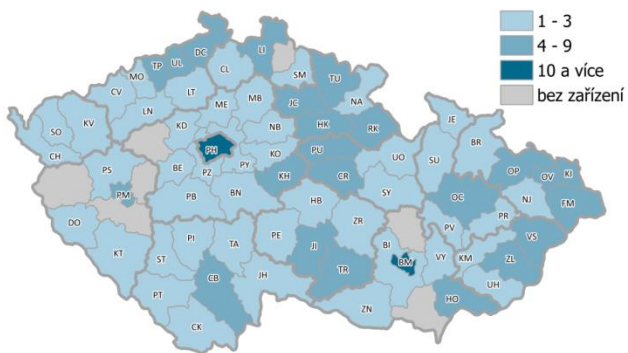 1 - 3
4 - 9
10 a více
bez zařízení
DC
LI
TP
UL
MO
CL
SM
TU
CV
LT
JC
NA
LN
ME
MB
JE
SO
KV
KD
HK
RK
BR
NB
PH
SU
CH
PU
KO
UO
OP
OV
KI
PS
BE
PZ
PY
PM
KH
CR
OC
NJ
FM
PB
BN
SY
HB
PR
DO
ZR
PV
VS
KT
PI
TA
PE
JI
BI
ST
BM
VY
KM
ZL
CB
TR
JH
UH
PT
ZN
HO
CK